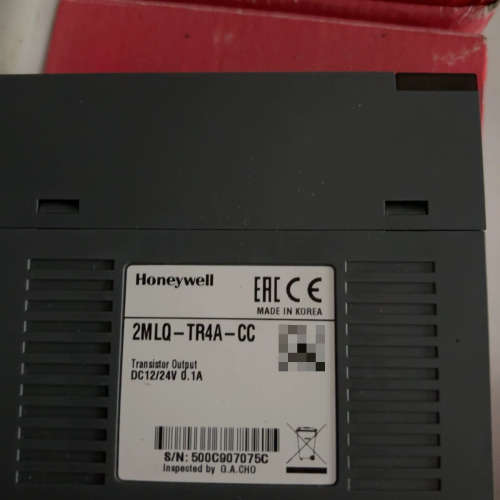 Honeywell
EAC CE
MADE IN KOREA
2MLQ-TR4A-CC
Transistor Output
DC12/24V 0.1A
S/N: 500C907075C
Inspected by G.A.CHO